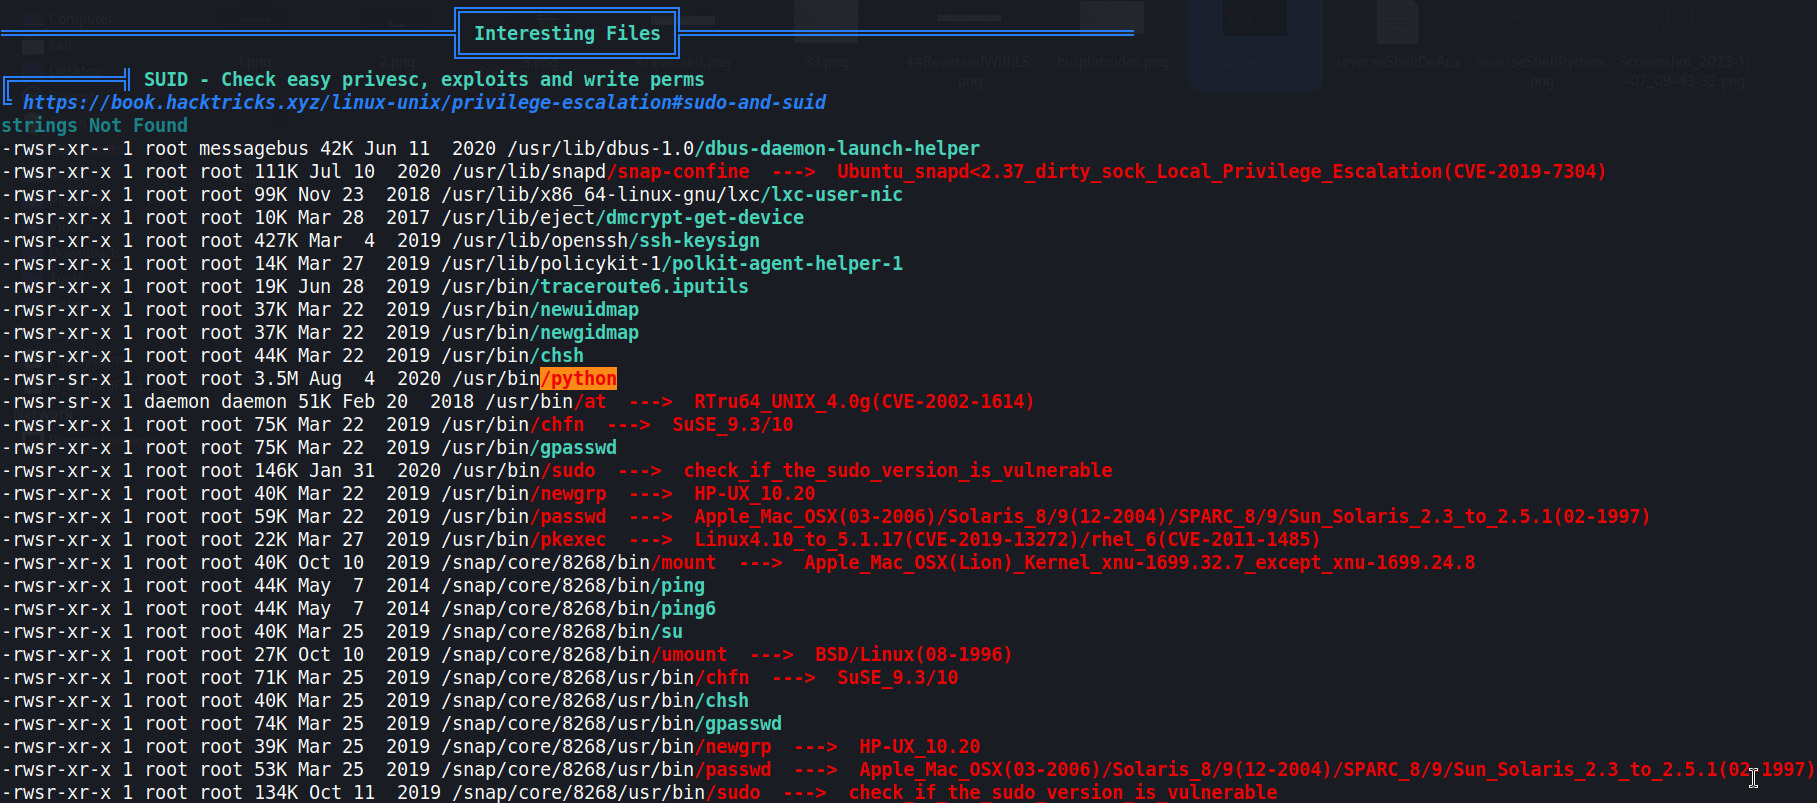 Interesting Files
SUID - Check easy privesc, exploits and write perms
https://book.hacktricks.xyz/linux-unix/privilege-escalation#sudo-and-suid
strings Not Found
-rwsr-xr-- 1 root messagebus 42K Jun 11  2020 /usr/lib/dbus-1.0/dbus-daemon-launch-helper
-rwsr-xr-x 1 root root 111K Jul 10  2020 /usr/lib/snapd/snap-confine  --->  Ubuntu_snapd<2.37_dirty_sock_Local_Privilege_Escalation(CVE-2019-7304)
-rwsr-xr-x 1 root root 99K Nov 23  2018 /usr/lib/x86_64-linux-gnu/lxc/lxc-user-nic
-rwsr-xr-x 1 root root 10K Mar 28  2017 /usr/lib/eject/dmcrypt-get-device
-rwsr-xr-x 1 root root 427K Mar  4  2019 /usr/lib/openssh/ssh-keysign
-rwsr-xr-x 1 root root 14K Mar 27  2019 /usr/lib/policykit-1/polkit-agent-helper-1
-rwsr-xr-x 1 root root 19K Jun 28  2019 /usr/bin/traceroute6.iputils
-rwsr-xr-x 1 root root 37K Mar 22  2019 /usr/bin/newuidmap
-rwsr-xr-x 1 root root 37K Mar 22  2019 /usr/bin/newgidmap
-rwsr-xr-x 1 root root 44K Mar 22  2019 /usr/bin/chsh
-rwsr-sr-x 1 root root 3.5M Aug  4  2020 /usr/bin/python
-rwsr-sr-x 1 daemon daemon 51K Feb 20  2018 /usr/bin/at  --->  RTru64_UNIX_4.0g(CVE-2002-1614)
-rwsr-xr-x 1 root root 75K Mar 22  2019 /usr/bin/chfn  --->  SuSE_9.3/10
-rwsr-xr-x 1 root root 75K Mar 22  2019 /usr/bin/gpasswd
-rwsr-xr-x 1 root root 146K Jan 31  2020 /usr/bin/sudo  --->  check_if_the_sudo_version_is_vulnerable
-rwsr-xr-x 1 root root 40K Mar 22  2019 /usr/bin/newgrp  --->  HP-UX_10.20
-rwsr-xr-x 1 root root 59K Mar 22  2019 /usr/bin/passwd  --->  Apple_Mac_OSX(03-2006)/Solaris_8/9(12-2004)/SPARC_8/9/Sun_Solaris_2.3_to_2.5.1(02-1997)
-rwsr-xr-x 1 root root 22K Mar 27  2019 /usr/bin/pkexec  --->  Linux4.10_to_5.1.17(CVE-2019-13272)/rhel_6(CVE-2011-1485)
-rwsr-xr-x 1 root root 40K Oct 10  2019 /snap/core/8268/bin/mount  --->  Apple_Mac_OSX(Lion)_Kernel_xnu-1699.32.7_except_xnu-1699.24.8
-rwsr-xr-x 1 root root 44K May  7  2014 /snap/core/8268/bin/ping
-rwsr-xr-x 1 root root 44K May  7  2014 /snap/core/8268/bin/ping6
-rwsr-xr-x 1 root root 40K Mar 25  2019 /snap/core/8268/bin/su
-rwsr-xr-x 1 root root 27K Oct 10  2019 /snap/core/8268/bin/umount  --->  BSD/Linux(08-1996)
-rwsr-xr-x 1 root root 71K Mar 25  2019 /snap/core/8268/usr/bin/chfn  --->  SuSE_9.3/10
-rwsr-xr-x 1 root root 40K Mar 25  2019 /snap/core/8268/usr/bin/chsh
-rwsr-xr-x 1 root root 74K Mar 25  2019 /snap/core/8268/usr/bin/gpasswd
-rwsr-xr-x 1 root root 39K Mar 25  2019 /snap/core/8268/usr/bin/newgrp  --->  HP-UX_10.20
-rwsr-xr-x 1 root root 53K Mar 25  2019 /snap/core/8268/usr/bin/passwd  --->  Apple_Mac_OSX(03-2006)/Solaris_8/9(12-2004)/SPARC_8/9/Sun_Solaris_2.3_to_2.5.1(02-1997)
-rwsr-xr-x 1 root root 134K Oct 11  2019 /snap/core/8268/usr/bin/sudo  --->  check_if_the_sudo_version_is_vulnerable